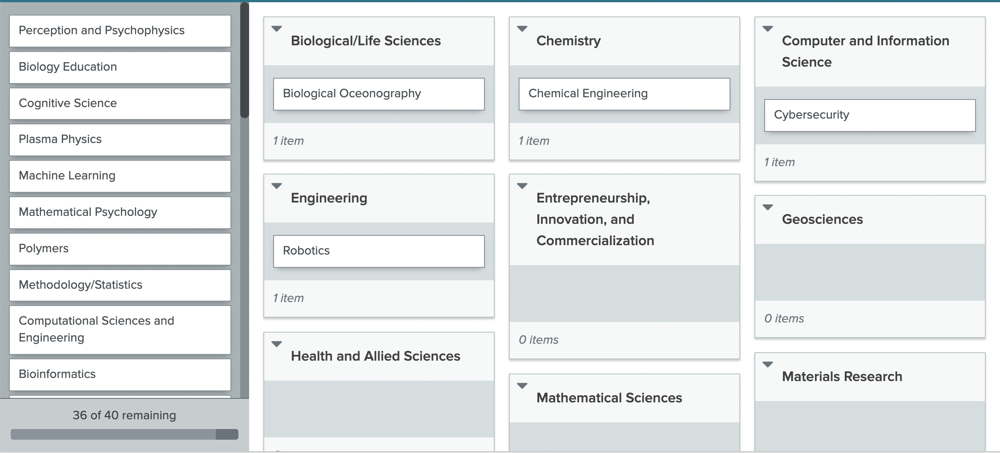 Perception and Psychophysics
Biology Education
Cognitive Science
Plasma Physics
Machine Learning
Mathematical Psychology
Polymers
Methodology/Statistics
Computational Sciences and
Engineering
Bioinformatics
36 of 40 remaining
Biological/Life Sciences
Biological Oceonography
1 item
Engineering
Robotics
1 item
Health and Allied Sciences
Chemistry
Chemical Engineering
1 item
Entrepreneurship,
Innovation, and
Commercialization
0 items
Mathematical Sciences
Computer and Information
Science
Cybersecurity
1 item
Geosciences
0 items
Materials Research